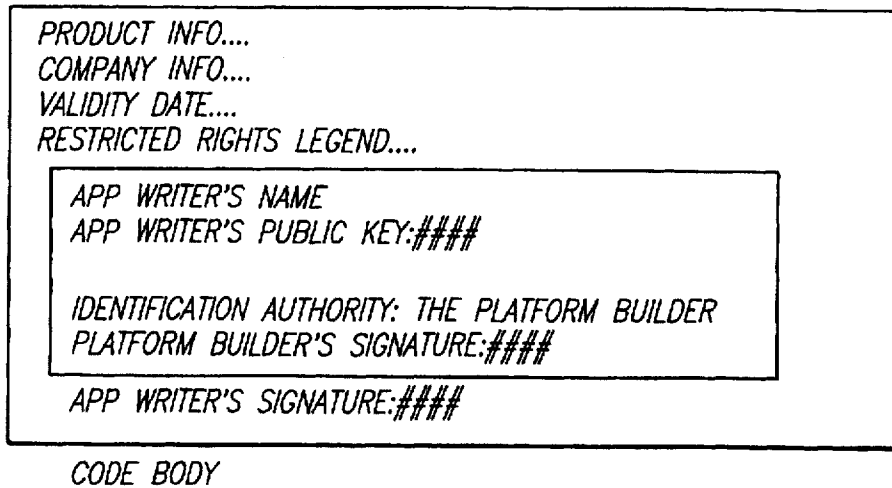 PRODUCT INFO....
COMPANY INFO....
VALIDITY DATE....
RESTRICTED RIGHTS LEGEND....
APP WRITER'S NAME
APP WRITER'S PUBLIC KEY:####
IDENTIFICATION AUTHORITY: THE PLATFORM BUILDER
PLATFORM BUILDER'S SIGNATURE:####
APP WRITER'S SIGNATURE:####
CODE BODY